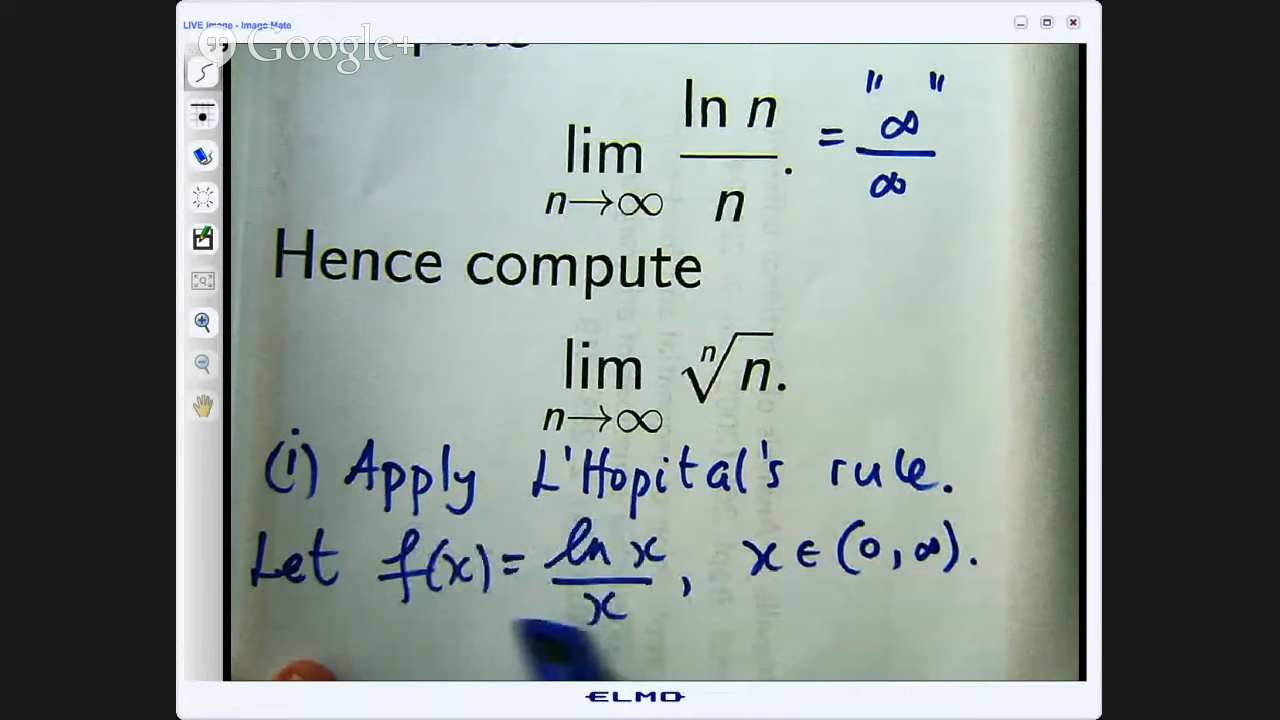 LIVE image - Image Mate
Google+
lim n→∞ ln n / n . = " ∞ / ∞ "
Hence compute
lim n→∞ ⁿ√n.
(i) Apply L'Hopital's rule.
Let f(x) = ln x / x , x ∈ (0, ∞).
ELMO